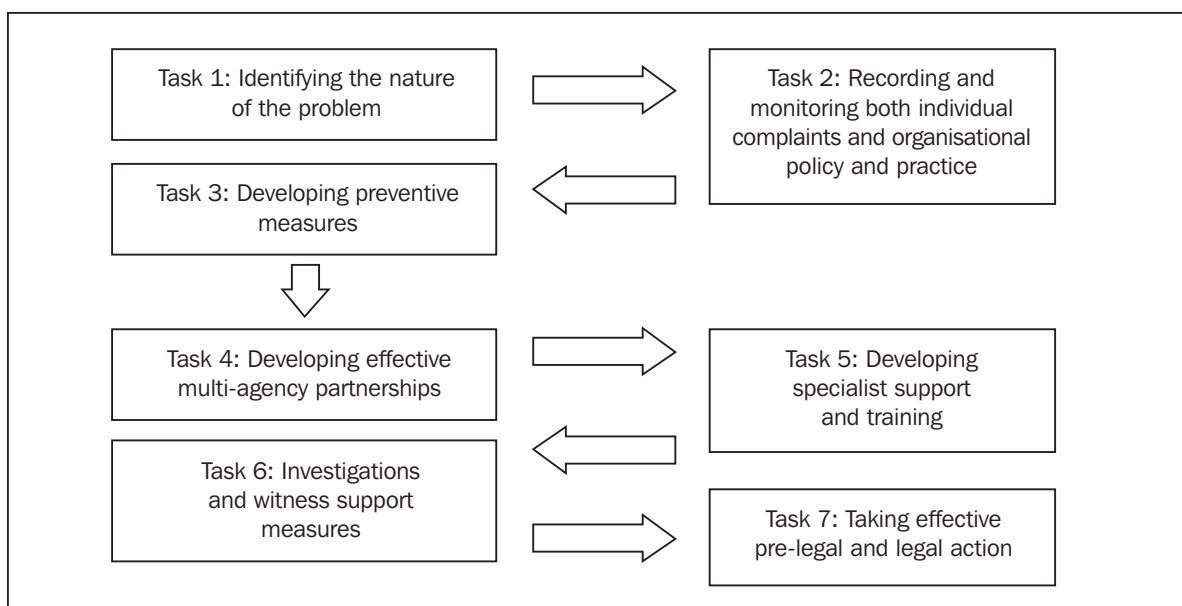 Task 1: Identifying the nature
of the problem
Task 2: Recording and
monitoring both individual
complaints and organisational
policy and practice
Task 3: Developing preventive
measures
Task 4: Developing effective
multi-agency partnerships
Task 5: Developing
specialist support
and training
Task 6: Investigations
and witness support
measures
Task 7: Taking effective
pre-legal and legal action